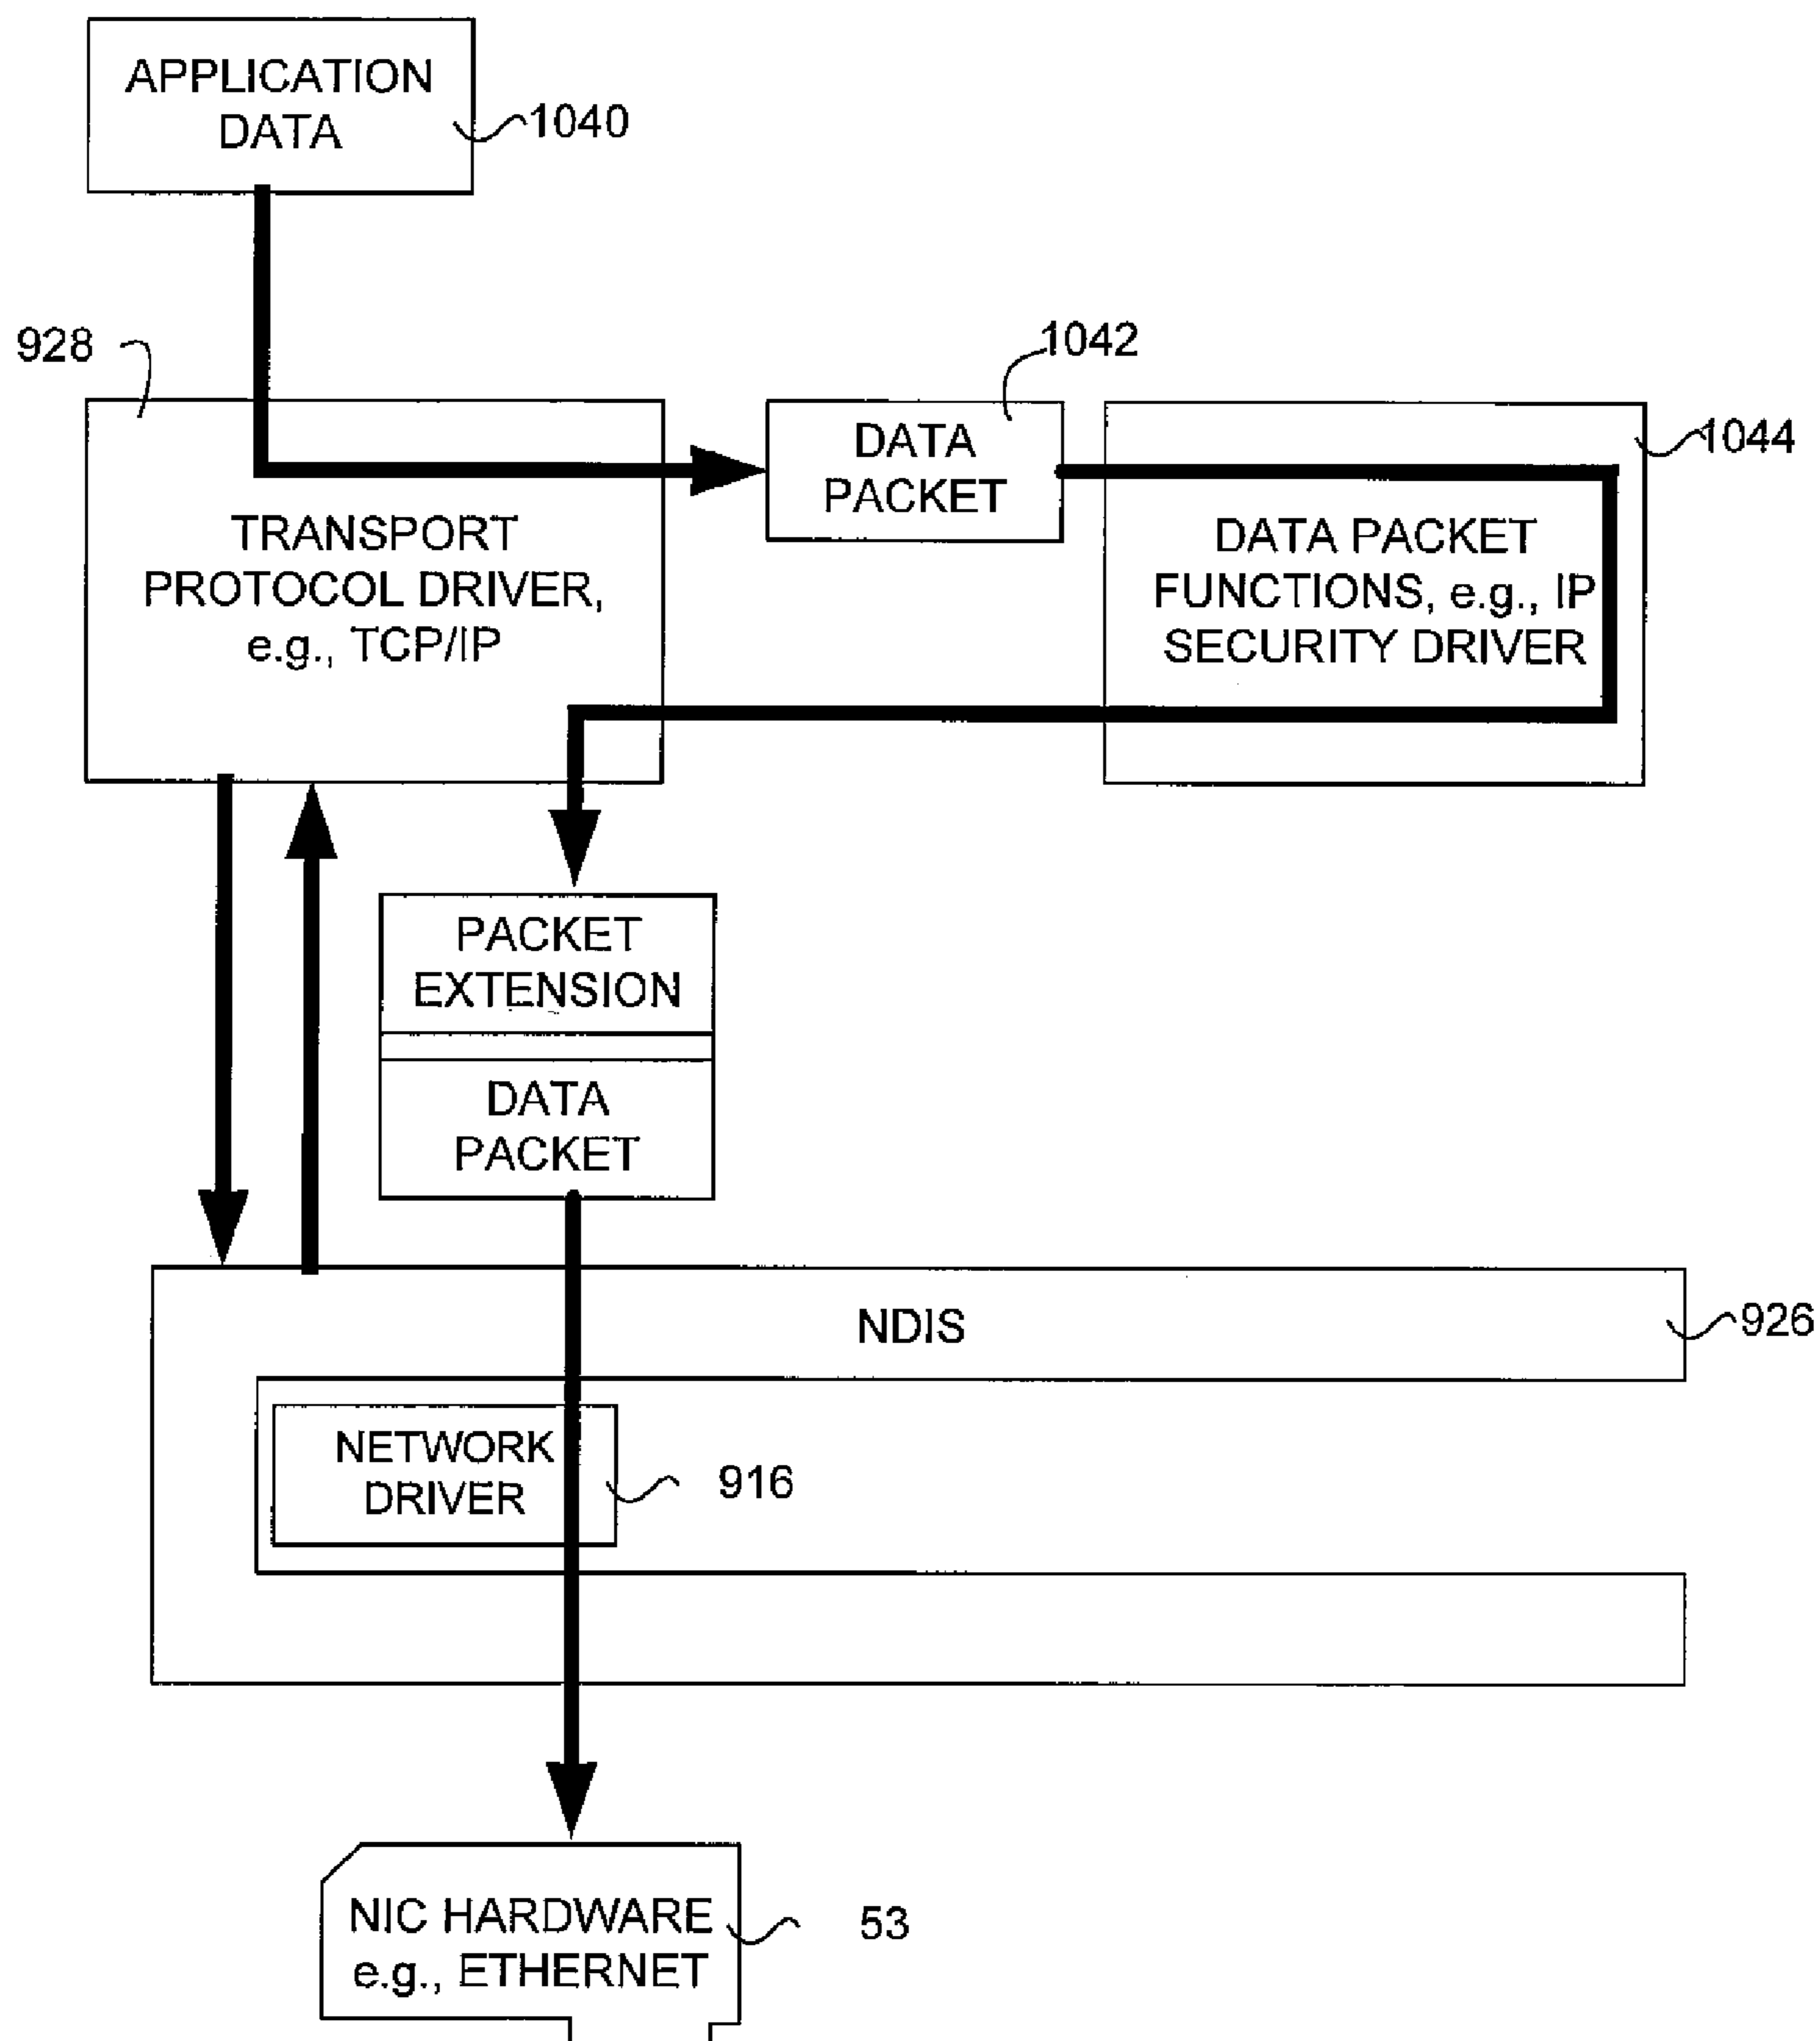 APPLICATION
DATA
1040
928
1042
DATA
PACKET
1044
TRANSPORT
PROTOCOL DRIVER,
e.g., TCP/IP
DATA PACKET
FUNCTIONS, e.g., IP
SECURITY DRIVER
PACKET
EXTENSION
DATA
PACKET
NDIS
926
NETWORK
DRIVER
916
NIC HARDWARE
e.g., ETHERNET
53